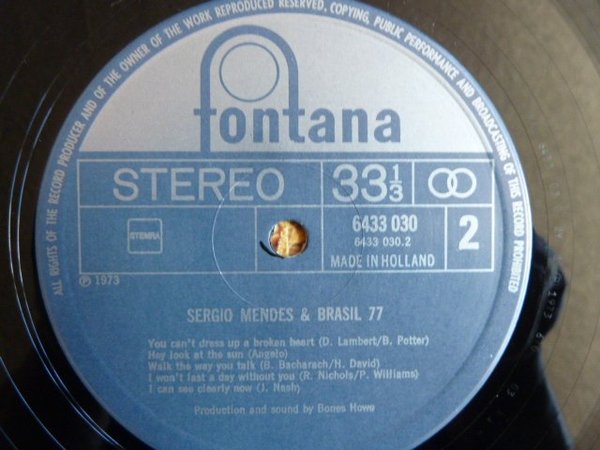 ALL RIGHTS OF THE RECORD PRODUCER AND OF THE OWNER OF THE WORK REPRODUCED RESERVED, COPYING, PUBLIC PERFORMANCE AND BROADCASTING OF THIS RECORD PROHIBITED
fontana
STEREO 33 1/3
STEMRA
6433 030
6433 030.2
2
MADE IN HOLLAND
℗ 1973
SERGIO MENDES & BRASIL 77
You can't dress up a broken heart (D. Lambert/B. Potter)
Hey look at the sun (Angelo)
Walk the way you talk (B. Bacharach/H. David)
I won't last a day without you (R. Nichols/P. Williams)
I can see clearly now (J. Nash)
Production and sound by Bones Howe